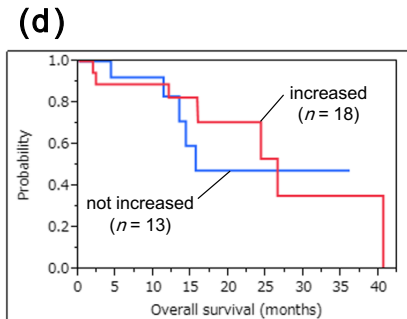 (d)
1.0
0.8
0.6
0.4
0.2
0.0
Probability
increased
(n = 18)
not increased
(n = 13)
0 5 10 15 20 25 30 35 40
Overall survival (months)